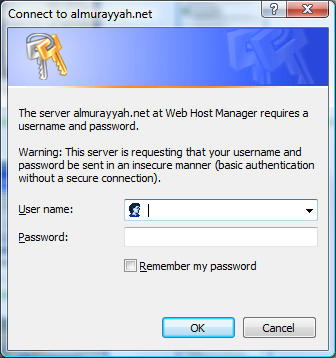 Connect to almurayyah.net
The server almurayyah.net at Web Host Manager requires a
username and password.
Warning: This server is requesting that your username and
password be sent in an insecure manner (basic authentication
without a secure connection).
User name:
Password:
Remember my password
OK Cancel